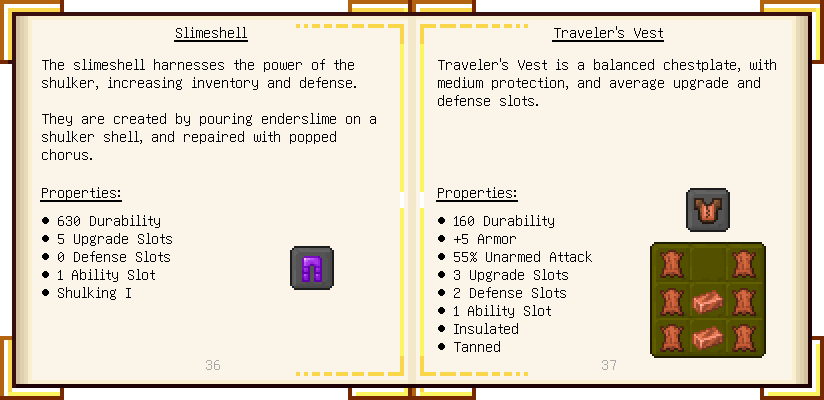 Slimeshell
The slimeshell harnesses the power of the
shulker, increasing inventory and defense.
They are created by pouring enderslime on a
shulker shell, and repaired with popped
chorus.
Properties:
● 630 Durability
● 5 Upgrade Slots
● 0 Defense Slots
● 1 Ability Slot
● Shulking I
36
Traveler's Vest
Traveler's Vest is a balanced chestplate, with
medium protection, and average upgrade and
defense slots.
Properties:
● 160 Durability
● +5 Armor
● 55% Unarmed Attack
● 3 Upgrade Slots
● 2 Defense Slots
● 1 Ability Slot
● Insulated
● Tanned
37